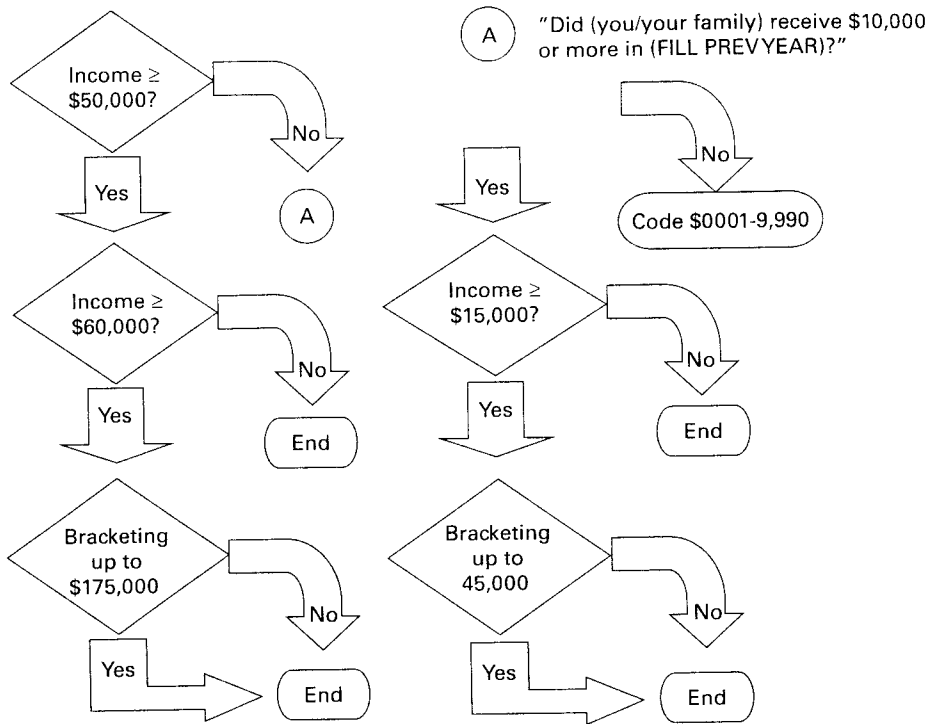 Income ≥
$50,000?
No
Yes
A
Income ≥
$60,000?
No
Yes
End
Bracketing
up to
$175,000
No
Yes
End
A
"Did (you/your family) receive $10,000
or more in (FILL PREV YEAR)?"
No
Yes
Code $0001-9,990
Income ≥
$15,000?
No
Yes
End
Bracketing
up to
45,000
No
Yes
End